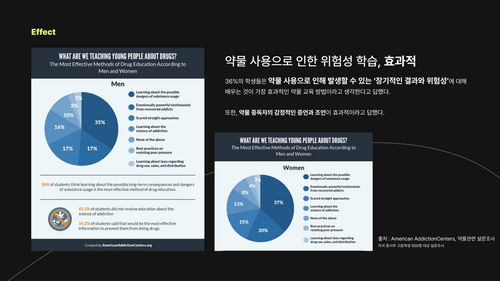 Effect
약물 사용으로 인한 위험성 학습, 효과적
36%의 학생들은 약물 사용으로 인해 발생할 수 있는 '장기적인 결과와 위험성'에 대해
배우는 것이 가장 효과적인 약물 교육 방법이라고 생각한다고 답했다.
또한, 약물 중독자의 감정적인 증언과 조언이 효과적이라고 답했다.
WHAT ARE WE TEACHING YOUNG PEOPLE ABOUT DRUGS?
The Most Effective Methods of Drug Education According to
Men and Women
Men
35%
17%
17%
16%
10%
3%
Learning about the possible
dangers of substance usage
Emotionally powerful testimonials
from recovered addicts
Scared straight approaches
Learning about the
science of addiction
None of the above
Best practices on
resisting peer pressure
Learning about laws regarding
drug use, sales, and distribution
36% of students think learning about the possible long-term consequences and dangers
of substance usage is the most effective method of drug education.
45.2% of students did not receive education about the
science of addiction
54.2% of students said that would be the most effective
information to prevent them from doing drugs
Created by AmericanAddictionCenters.org
WHAT ARE WE TEACHING YOUNG PEOPLE ABOUT DRUGS?
The Most Effective Methods of Drug Education According to
Men and Women
Women
37%
20%
15%
13%
8%
4%
Learning about the possible
dangers of substance usage
Emotionally powerful testimonials
from recovered addicts
Scared straight approaches
Learning about the
science of addiction
None of the above
Best practices on
resisting peer pressure
Learning about laws regarding
drug use, sales, and distribution
출처 : American AddictionCenters, 약물관련 설문조사
미국 중서부 고등학생 500명 대상 설문조사